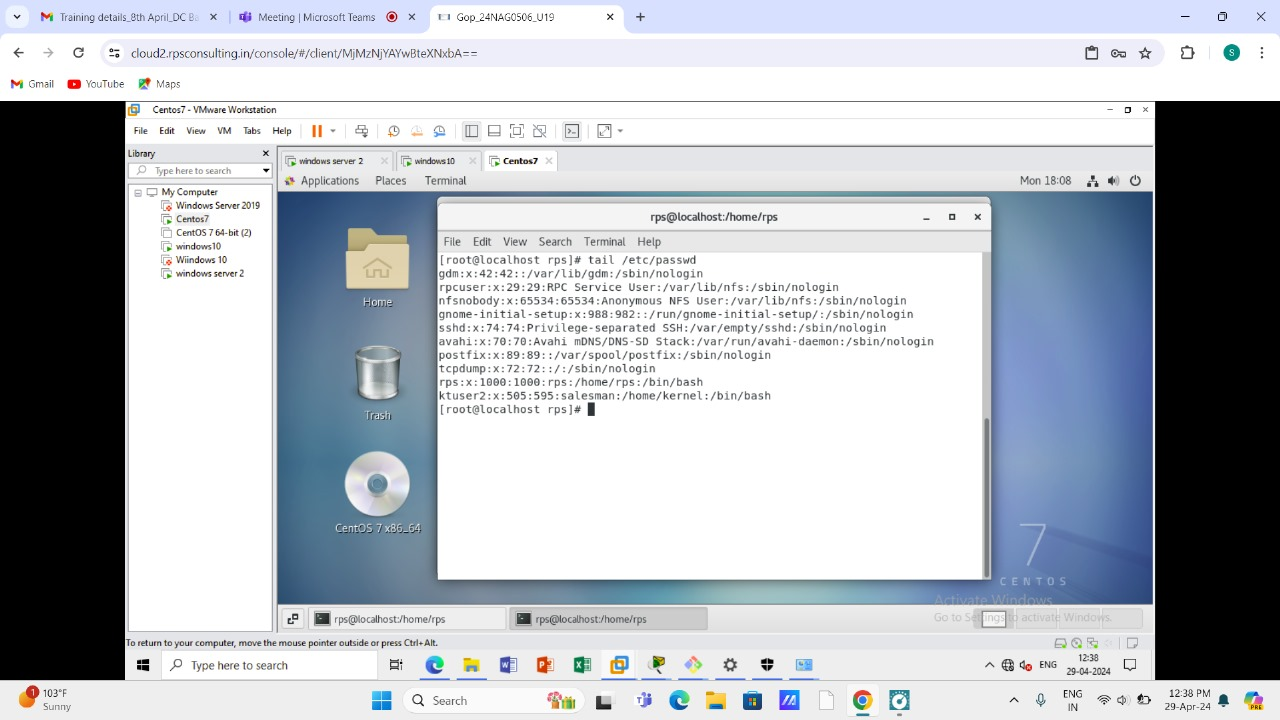 Training details_8th April_DC Ba
Meeting | Microsoft Teams
Gop_24NAG0506_U19
cloud2.rpsconsulting.in/console/#/client/MjMzNjYAYwBteXNxbA==
S
Gmail
YouTube
Maps
Centos7 - VMware Workstation
File Edit View VM Tabs Help
Library
Type here to search
My Computer
Windows Server 2019
Centos7
CentOS 7 64-bit (2)
windows10
Wiindows 10
windows server 2
windows server 2
windows10
Centos7
Applications Places Terminal
Mon 18:08
Home
Trash
CentOS 7 x86_64
rps@localhost:/home/rps
File Edit View Search Terminal Help
[root@localhost rps]# tail /etc/passwd
gdm:x:42:42::/var/lib/gdm:/sbin/nologin
rpcuser:x:29:29:RPC Service User:/var/lib/nfs:/sbin/nologin
nfsnobody:x:65534:65534:Anonymous NFS User:/var/lib/nfs:/sbin/nologin
gnome-initial-setup:x:988:982::/run/gnome-initial-setup/:/sbin/nologin
sshd:x:74:74:Privilege-separated SSH:/var/empty/sshd:/sbin/nologin
avahi:x:70:70:Avahi mDNS/DNS-SD Stack:/var/run/avahi-daemon:/sbin/nologin
postfix:x:89:89::/var/spool/postfix:/sbin/nologin
tcpdump:x:72:72::/:/sbin/nologin
rps:x:1000:1000:rps:/home/rps:/bin/bash
ktuser2:x:505:595:salesman:/home/kernel:/bin/bash
[root@localhost rps]#
7
CENTOS
Activate Windows
Go to Settings to activate Windows.
rps@localhost:/home/rps
rps@localhost:/home/rps
To return to your computer, move the mouse pointer outside or press Ctrl+Alt.
Type here to search
ENG
12:38
29-04-2024
1
103°F
Sunny
Search
ENG
IN
12:38 PM
29-Apr-24
PRE